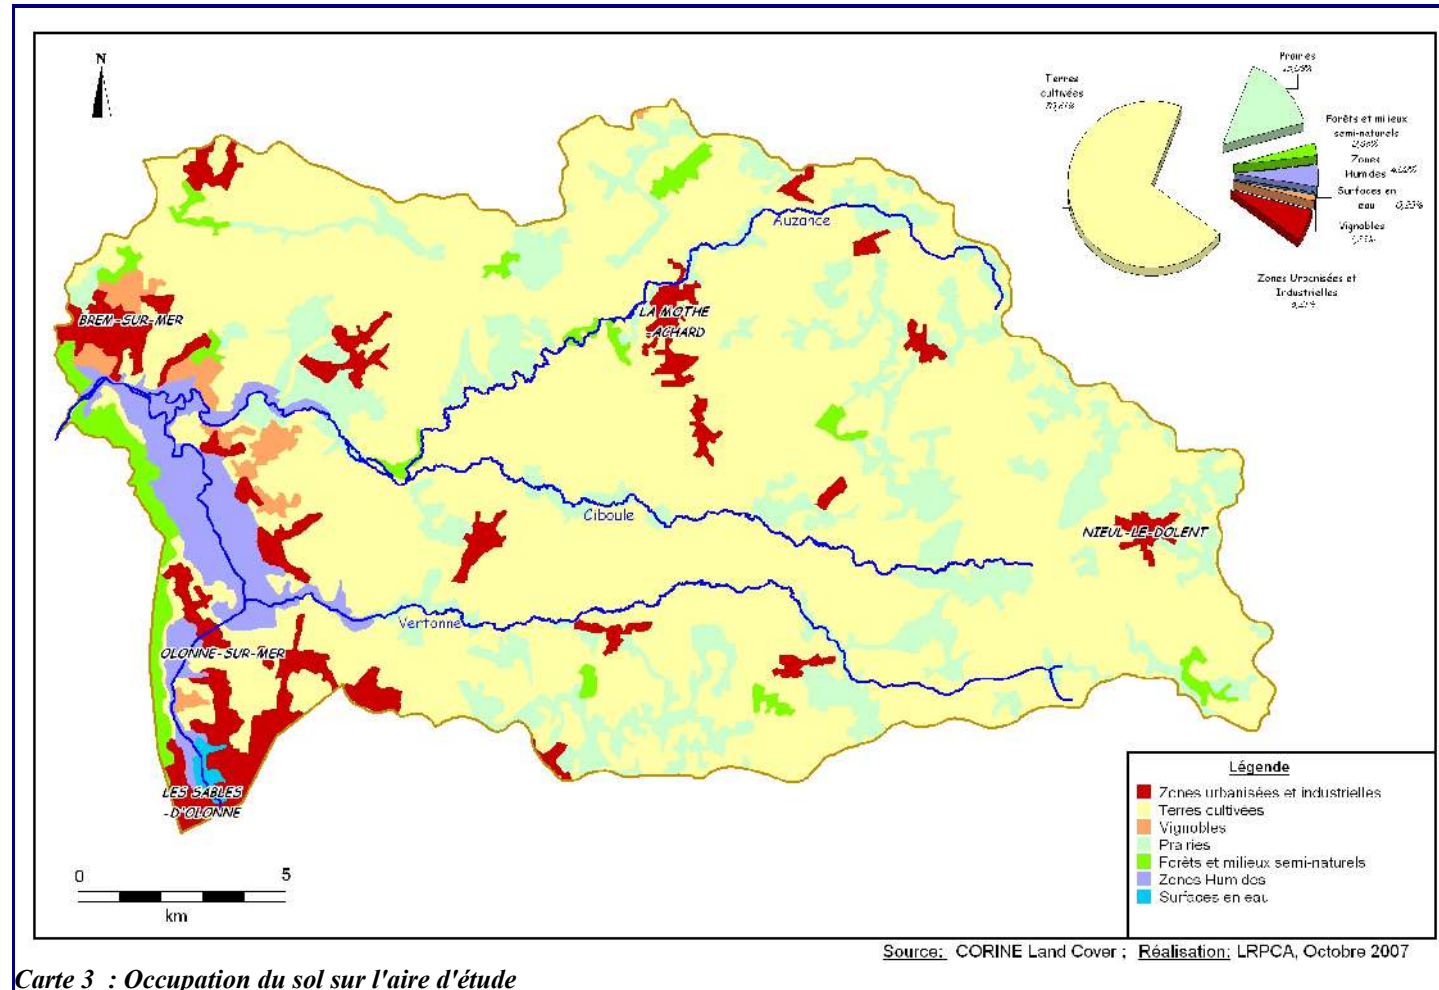 N
Terres
cultivées
Prairies
Forêts et milieux
semi-naturels
Zones
Humides
Surfaces en
eau
Vignobles
Zones Urbanisées et
Industrielles
Auzance
BREM-SUR-MER
LA MOTHE
-ACHARD
Ciboule
NIEUL-LE-DOLENT
Vertonne
OLONNE-SUR-MER
LES SABLES
-D'OLONNE
0 5
km
Légende
Zones urbanisées et industrielles
Terres cultivées
Vignobles
Prairies
Forêts et milieux semi-naturels
Zones Humides
Surfaces en eau
Source: CORINE Land Cover ; Réalisation: LRPCA, Octobre 2007
Carte 3 : Occupation du sol sur l'aire d'étude